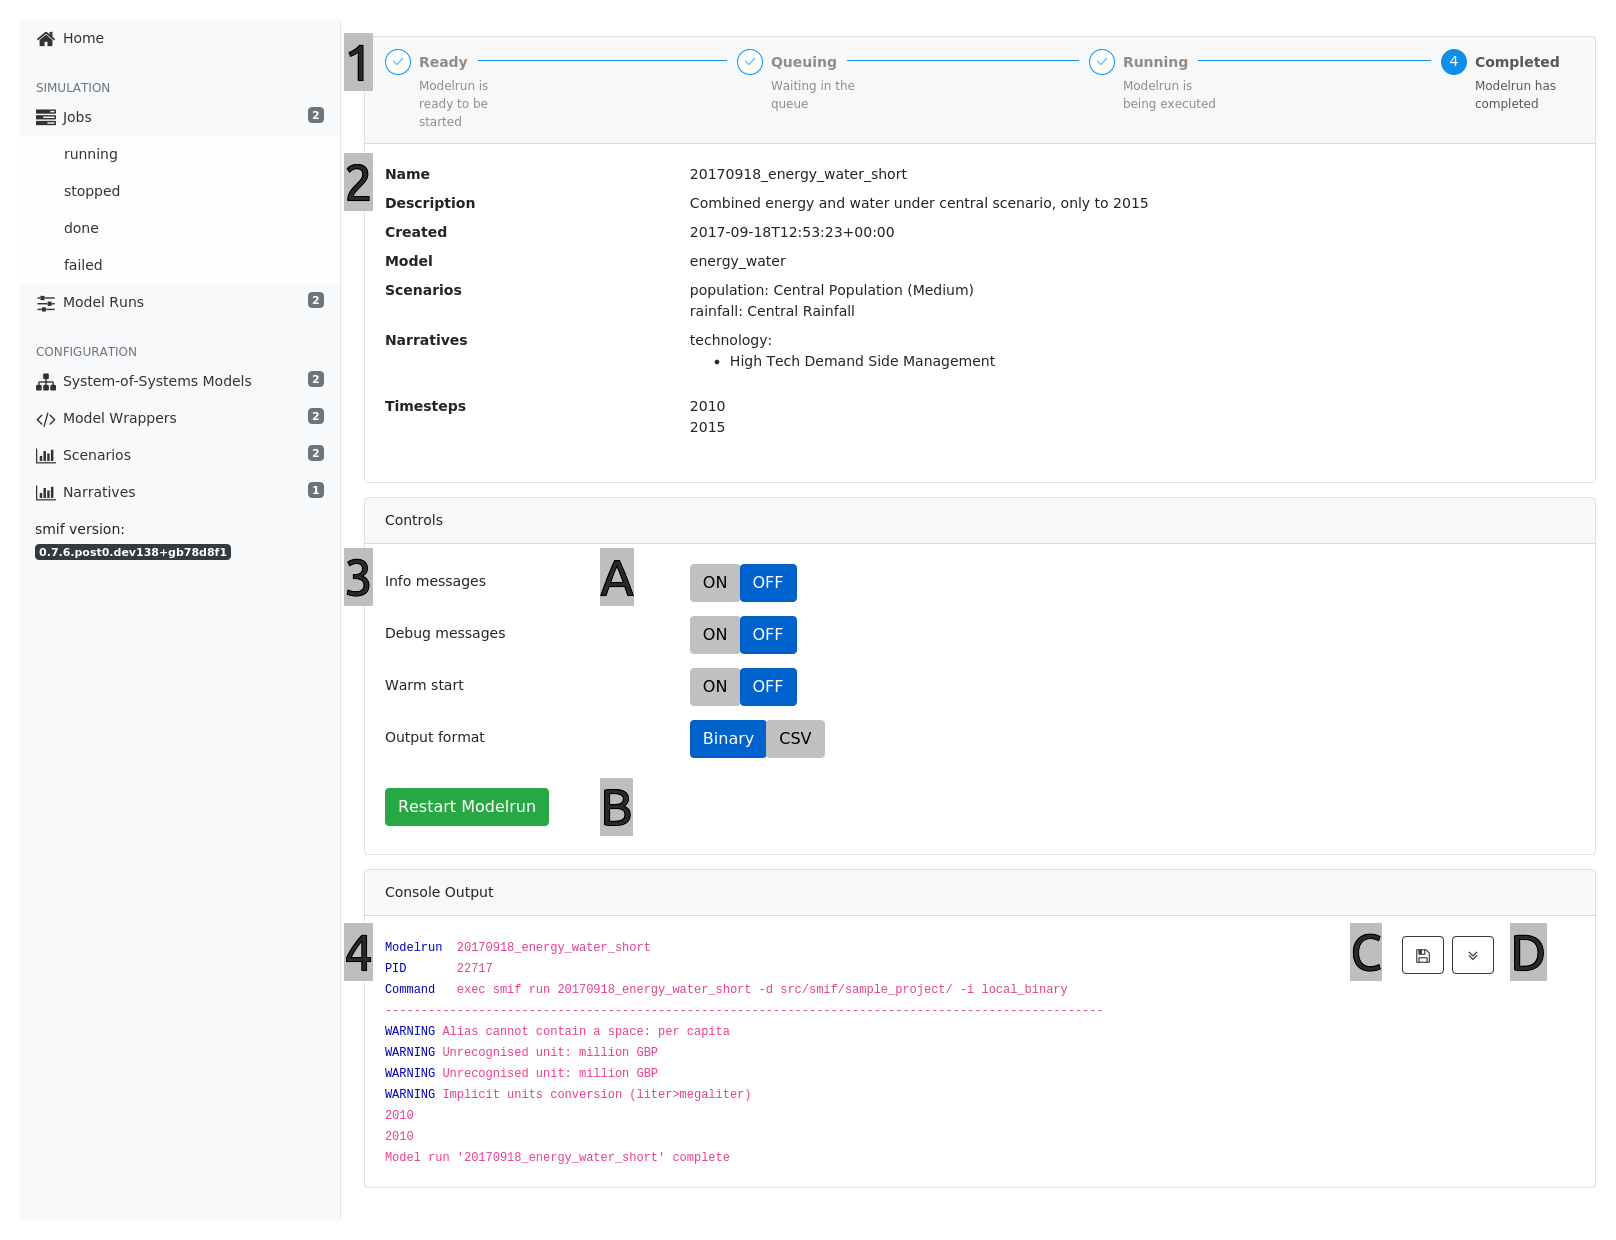 Home
SIMULATION
Jobs 2
running
stopped
done
failed
Model Runs 2
CONFIGURATION
System-of-Systems Models 2
Model Wrappers 2
Scenarios 2
Narratives 1
smif version:
0.7.6.post0.dev138+gb78d8f1
1
Ready
Modelrun is
ready to be
started
Queuing
Waiting in the
queue
Running
Modelrun is
being executed
4 Completed
Modelrun has
completed
2
Name 20170918_energy_water_short
Description Combined energy and water under central scenario, only to 2015
Created 2017-09-18T12:53:23+00:00
Model energy_water
Scenarios population: Central Population (Medium)
rainfall: Central Rainfall
Narratives technology:
• High Tech Demand Side Management
Timesteps 2010
2015
Controls
3 Info messages A ON OFF
Debug messages ON OFF
Warm start ON OFF
Output format Binary CSV
Restart Modelrun B
Console Output
4 C D
Modelrun 20170918_energy_water_short
PID 22717
Command exec smif run 20170918_energy_water_short -d src/smif/sample_project/ -i local_binary
----------------------------------------------------------------------------------------------------
WARNING Alias cannot contain a space: per capita
WARNING Unrecognised unit: million GBP
WARNING Unrecognised unit: million GBP
WARNING Implicit units conversion (liter>megaliter)
2010
2010
Model run '20170918_energy_water_short' complete